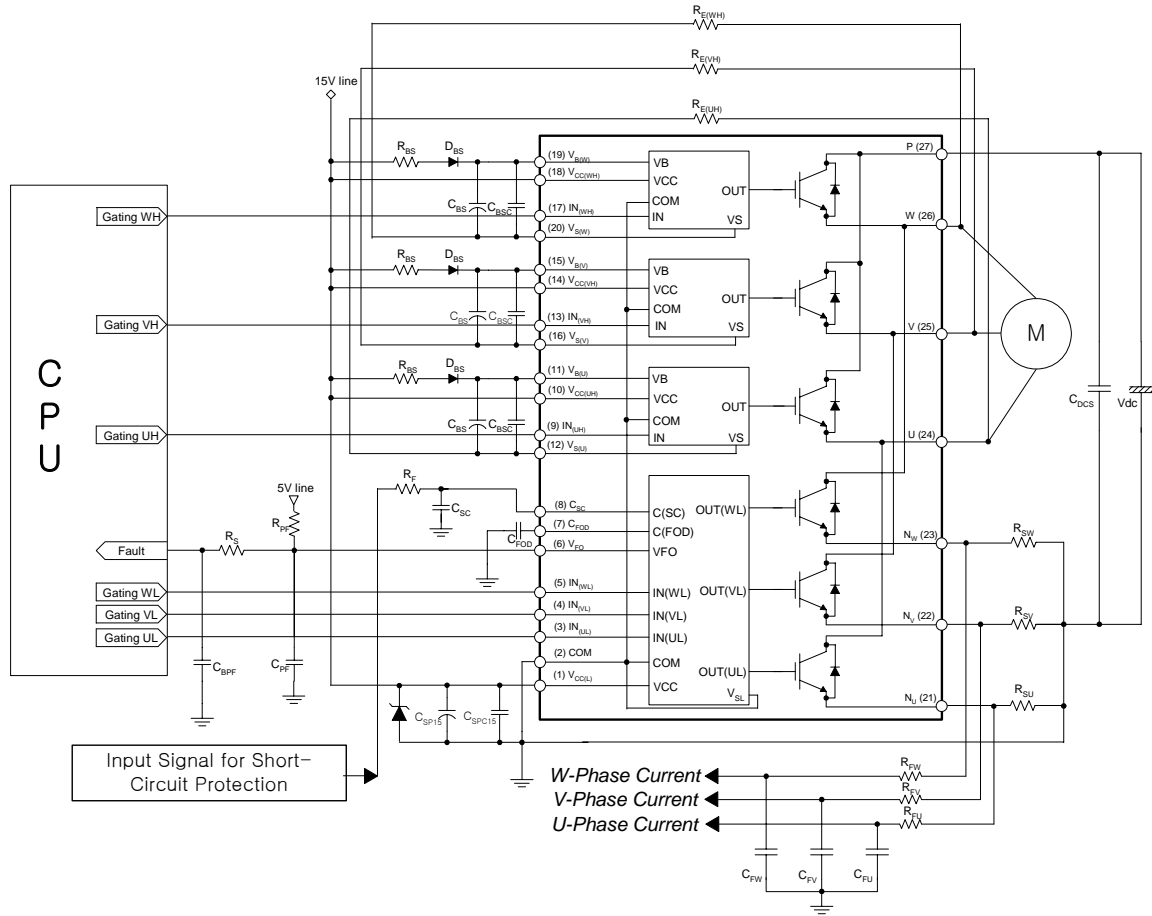 R_E(WH)
R_E(VH)
15V line
R_E(UH)
R_BS D_BS (19) V_B(W) VB P (27)
(18) V_CC(WH) VCC OUT
COM
C_BS C_BSC
Gating WH (17) IN_(WH) IN VS W (26)
(20) V_S(W)
R_BS D_BS (15) V_B(V) VB
(14) V_CC(VH) VCC OUT
COM
C_BS C_BSC
Gating VH (13) IN_(VH) IN VS V (25) M
(16) V_S(V)
CPU
R_BS D_BS (11) V_B(U) VB
(10) V_CC(UH) VCC OUT C_DCS Vdc
COM
C_BS C_BSC
Gating UH (9) IN_(UH) IN VS U (24)
(12) V_S(U)
R_F
5V line
C_SC (8) C_SC C(SC) OUT(WL)
R_PF (7) C_FOD C(FOD)
R_S C_FOD N_W (23) R_SW
Fault (6) V_FO VFO
Gating WL (5) IN_(WL) IN(WL) OUT(VL)
Gating VL (4) IN_(VL) IN(VL) N_V (22) R_SV
Gating UL (3) IN_(UL) IN(UL)
C_BPF C_PF (2) COM COM OUT(UL)
(1) V_CC(L) VCC V_SL
N_U (21) R_SU
C_SP15 C_SPC15
Input Signal for Short-
Circuit Protection
W-Phase Current R_FW
V-Phase Current R_FV
U-Phase Current R_FU
C_FW C_FV C_FU